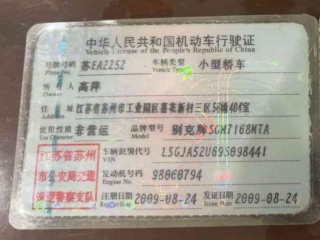 中华人民共和国机动车行驶证
Vehicle License of the People's Republic of China
号牌号码 苏EA2Z5Z 车辆类型 小型轿车
Plate No. Vehicle Type
所有人 高萍
Owner
住址 江苏省苏州市工业园区葑花新村三区56幢404室
Address
使用性质 非营运 品牌型号 别克牌SGM7168MTA
江苏省苏州市公安局交通巡逻警察支队
车辆识别代号 LSGJA52U69S098441
VIN
发动机号码 98060794
Engine No.
注册日期 2009-08-24 发证日期 2009-08-24
Register Date Issue Date